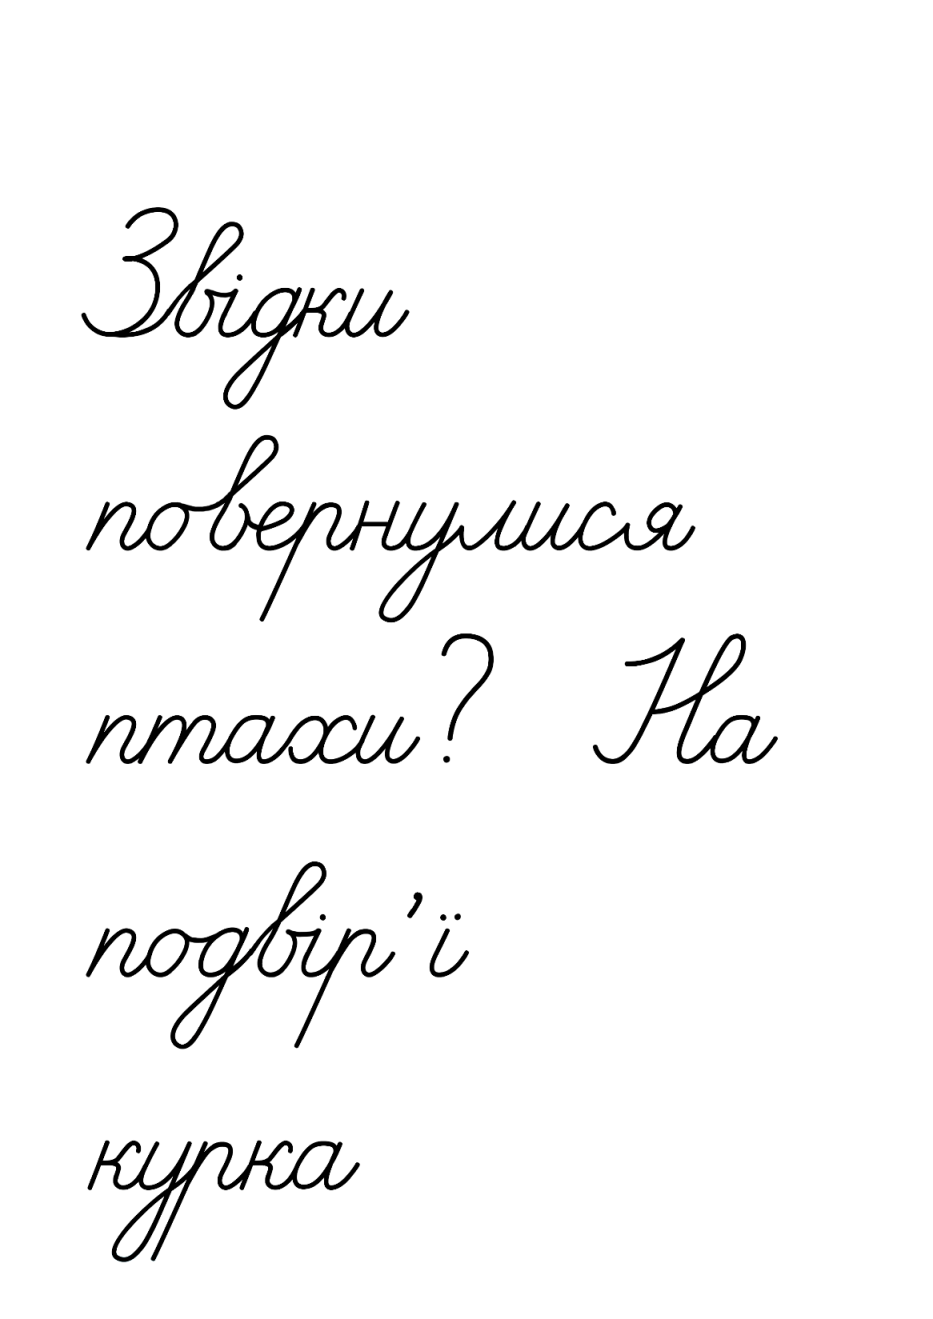 Звідки
повернулися
птахи? На
подвір’ї
курка